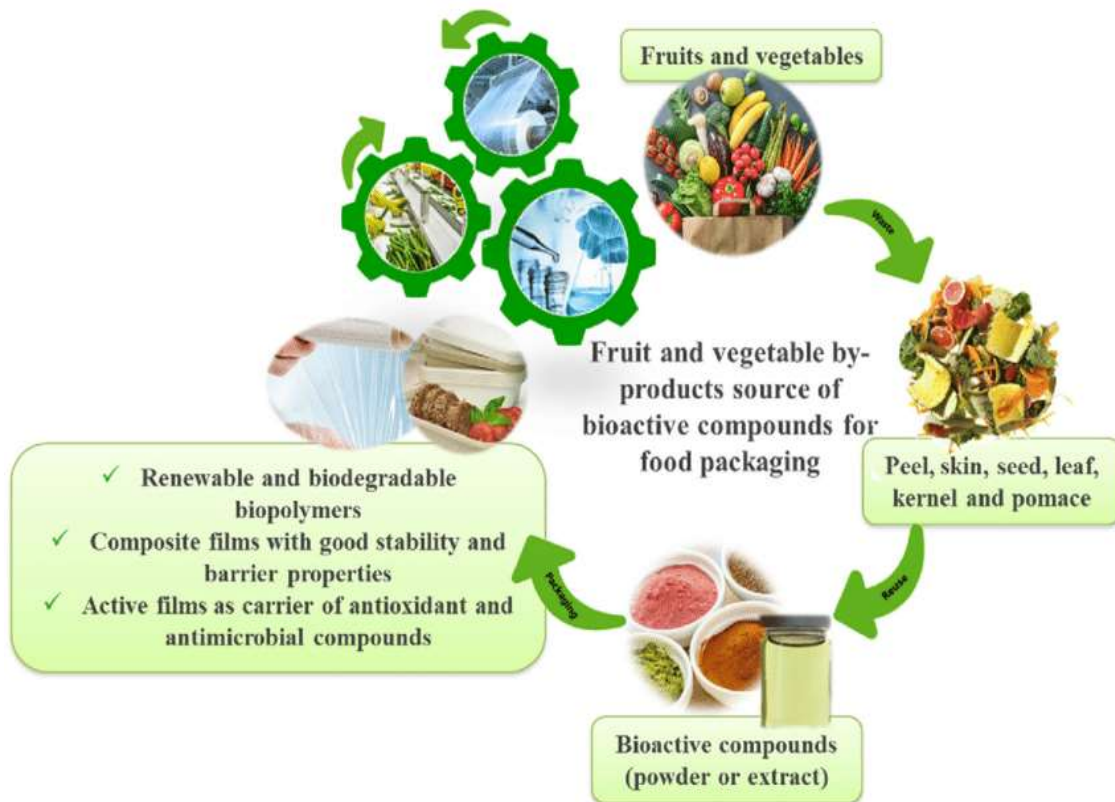 Fruits and vegetables
Waste
Peel, skin, seed, leaf,
kernel and pomace
Reuse
Bioactive compounds
(powder or extract)
Packaging
✓ Renewable and biodegradable
biopolymers
✓ Composite films with good stability and
barrier properties
✓ Active films as carrier of antioxidant and
antimicrobial compounds
Fruit and vegetable by-
products source of
bioactive compounds for
food packaging